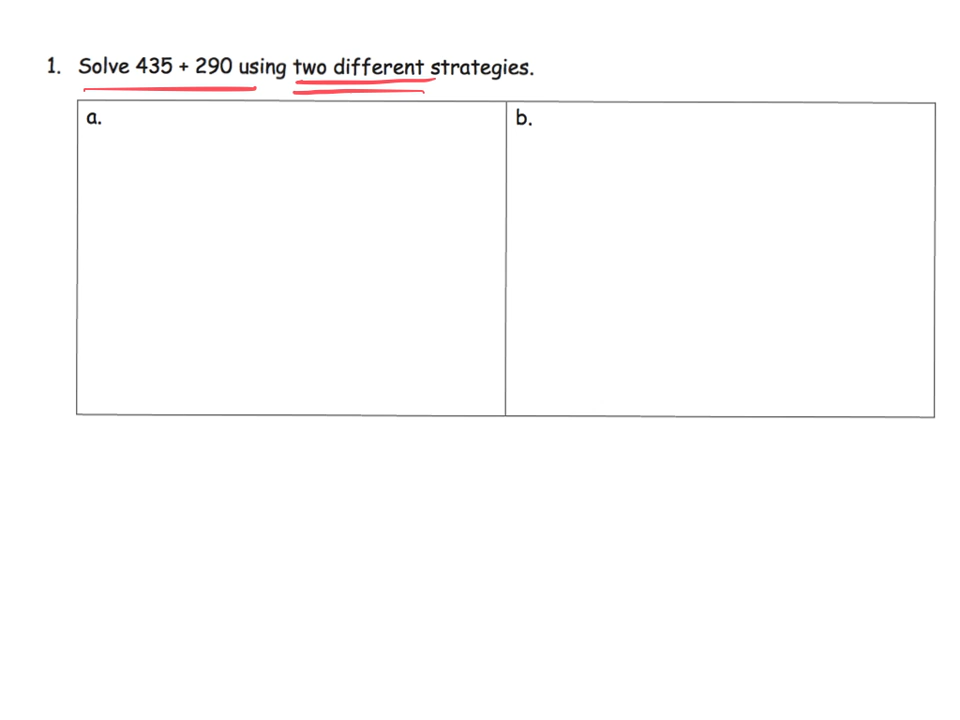 1. Solve 435 + 290 using two different strategies.
a.
b.